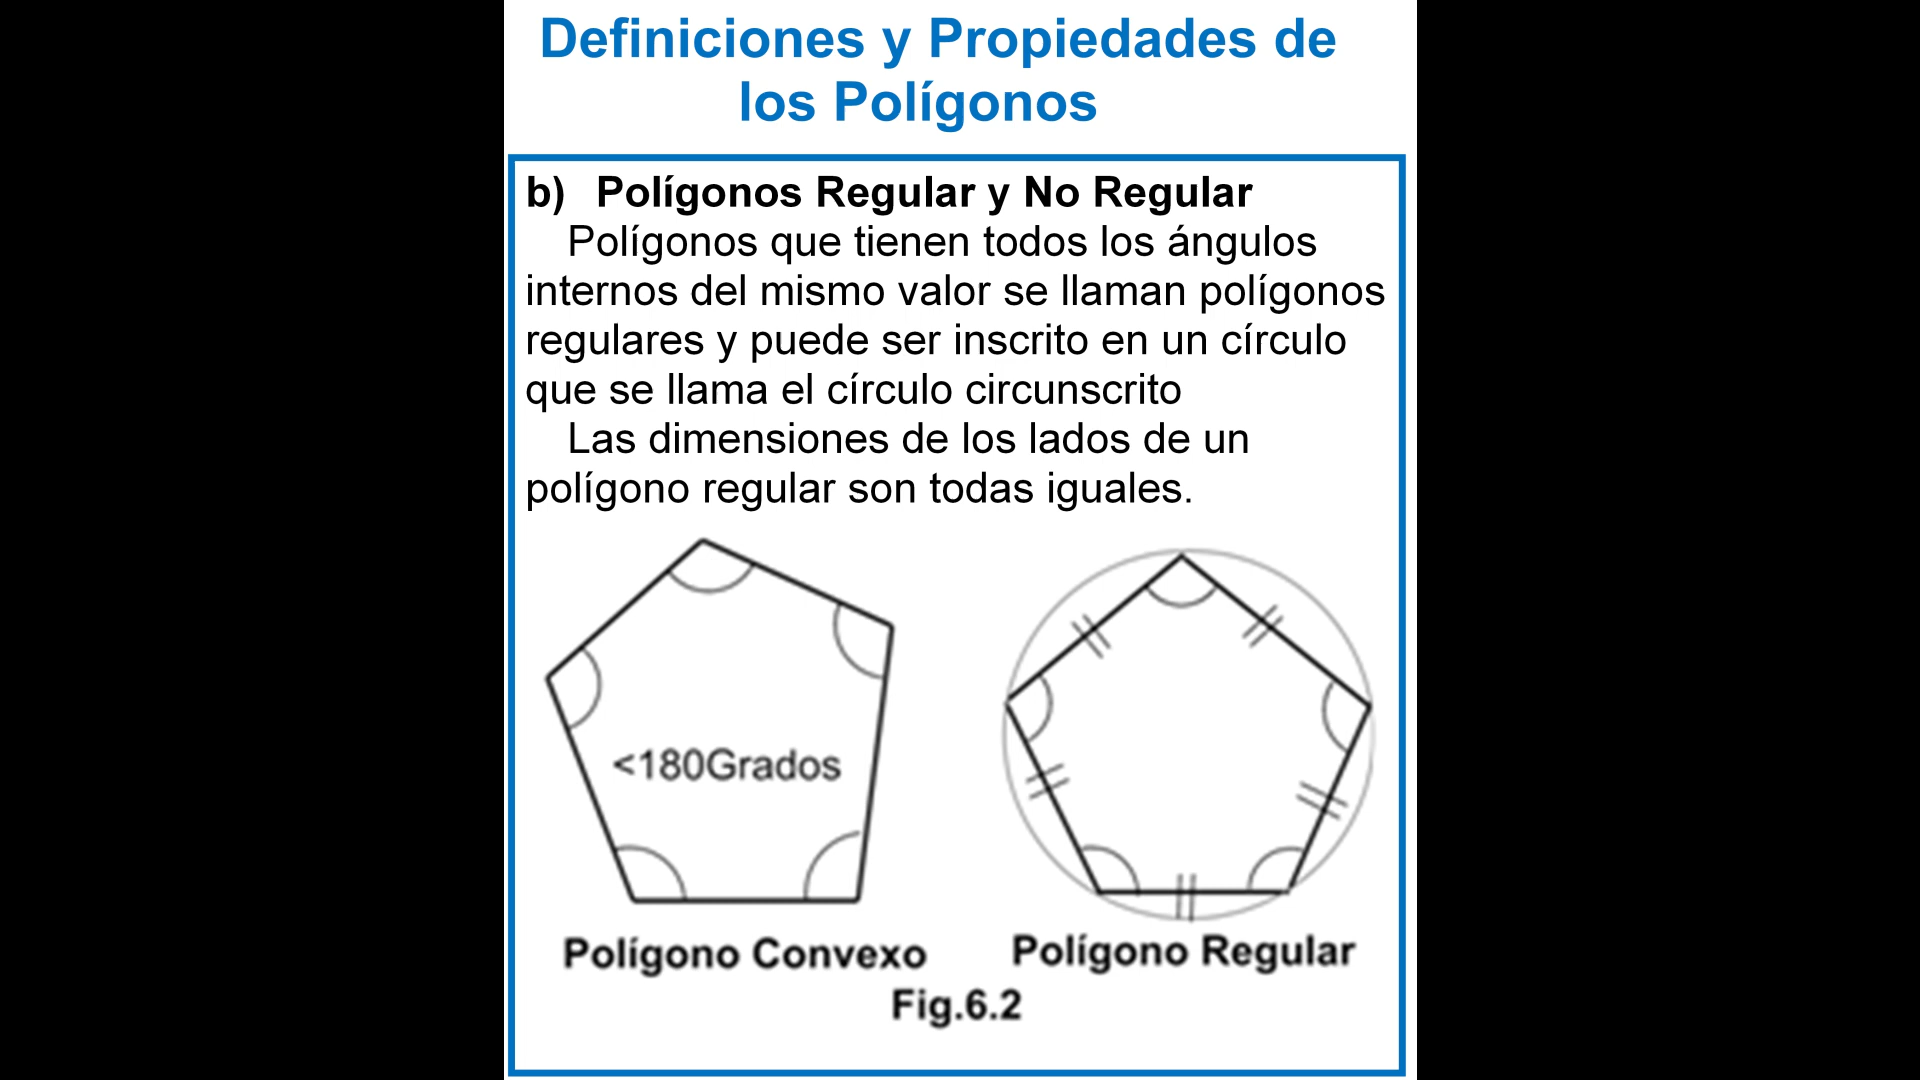 Definiciones y Propiedades de
los Polígonos
b) Polígonos Regular y No Regular
Polígonos que tienen todos los ángulos
internos del mismo valor se llaman polígonos
regulares y puede ser inscrito en un círculo
que se llama el círculo circunscrito
Las dimensiones de los lados de un
polígono regular son todas iguales.
<180Grados
Polígono Convexo
Polígono Regular
Fig.6.2